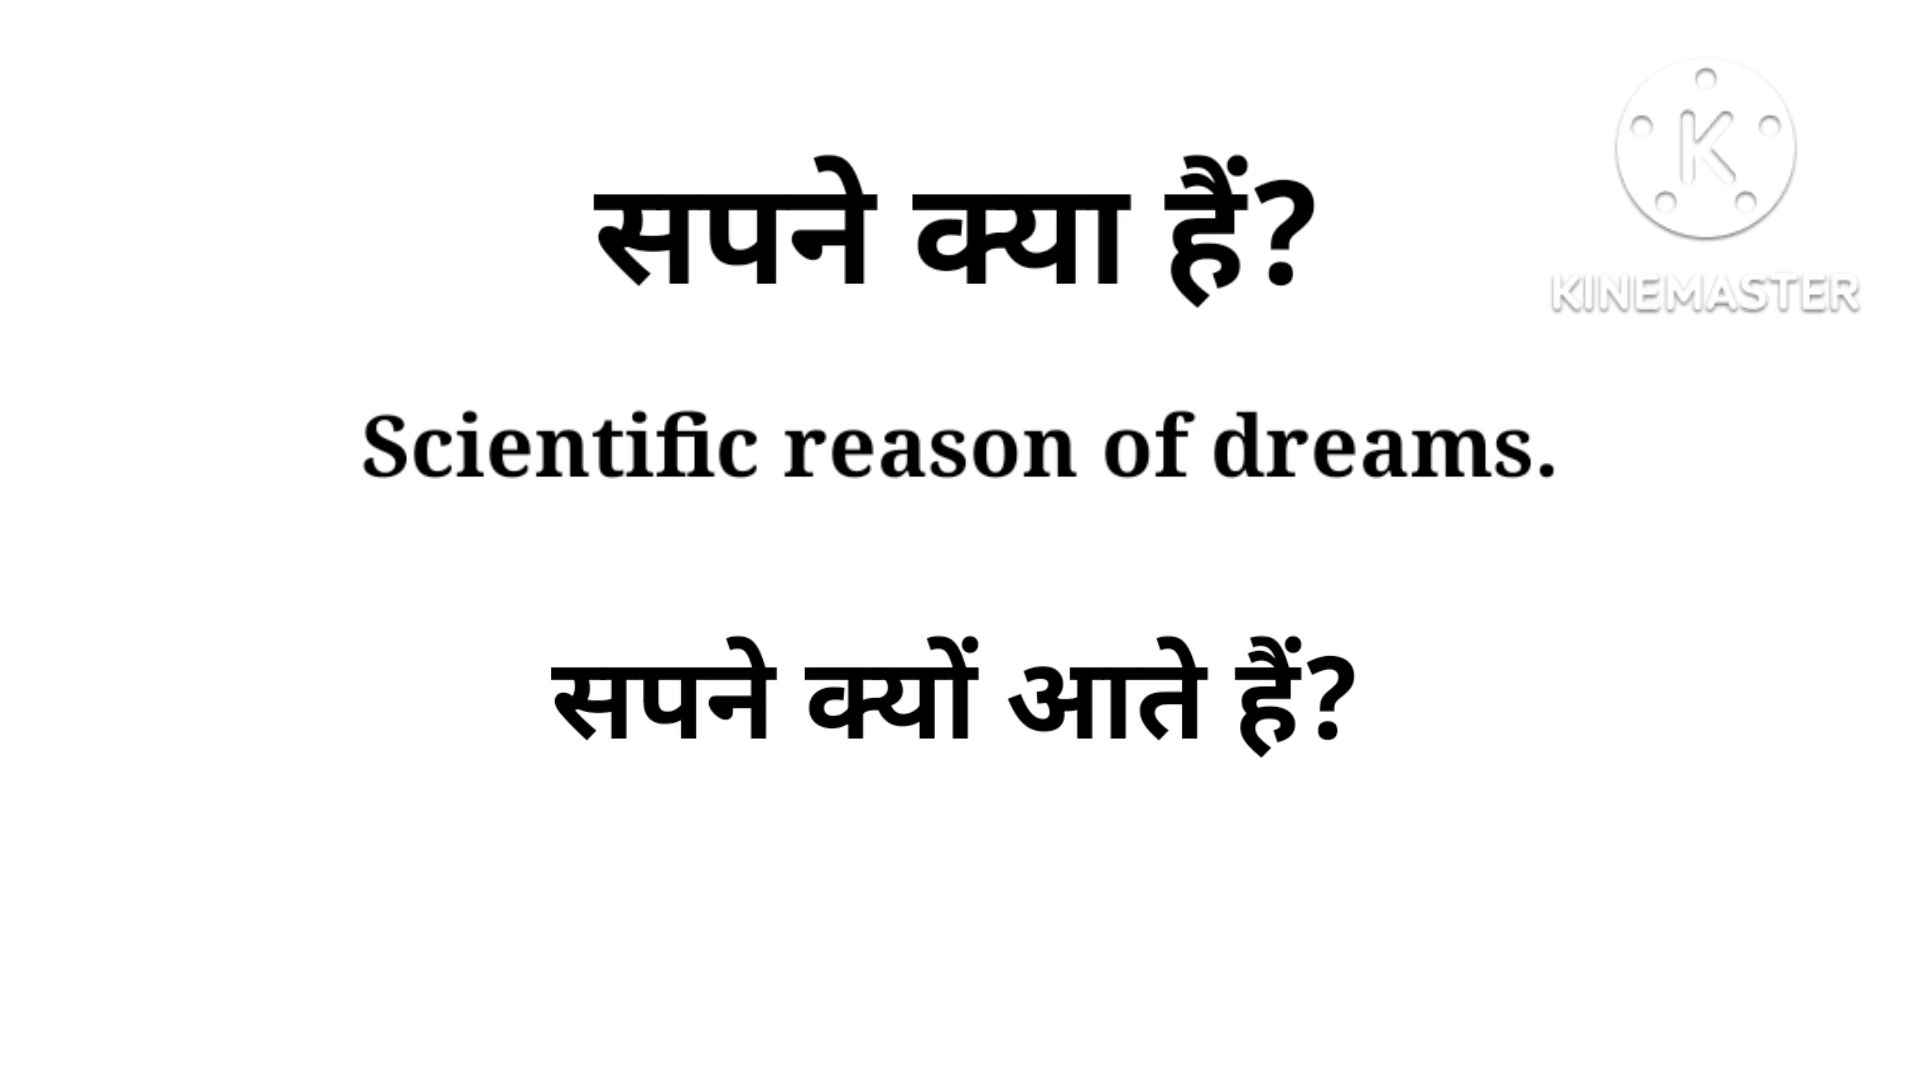 सपने क्या हैं?
K
KINEMASTER
Scientific reason of dreams.
सपने क्यों आते हैं?